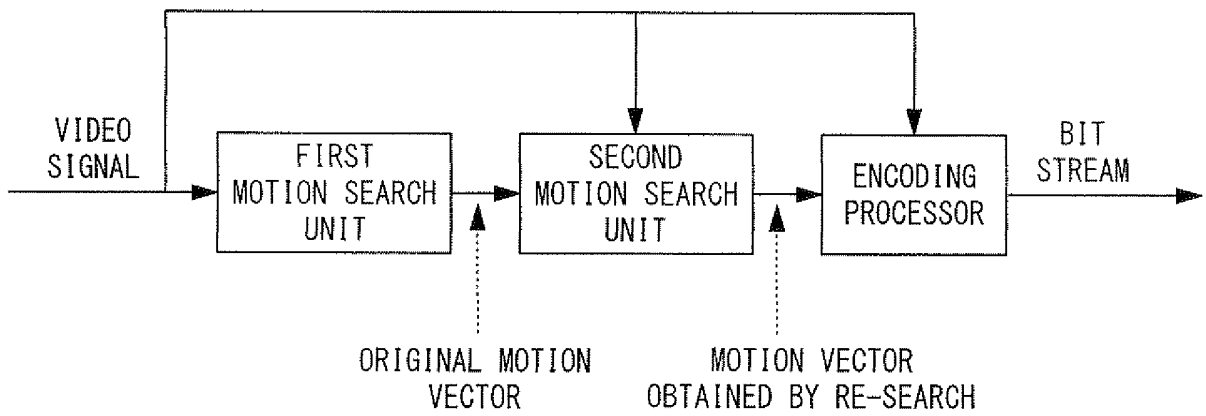 VIDEO
SIGNAL
FIRST
MOTION SEARCH
UNIT
SECOND
MOTION SEARCH
UNIT
ENCODING
PROCESSOR
BIT
STREAM
ORIGINAL MOTION
VECTOR
MOTION VECTOR
OBTAINED BY RE-SEARCH